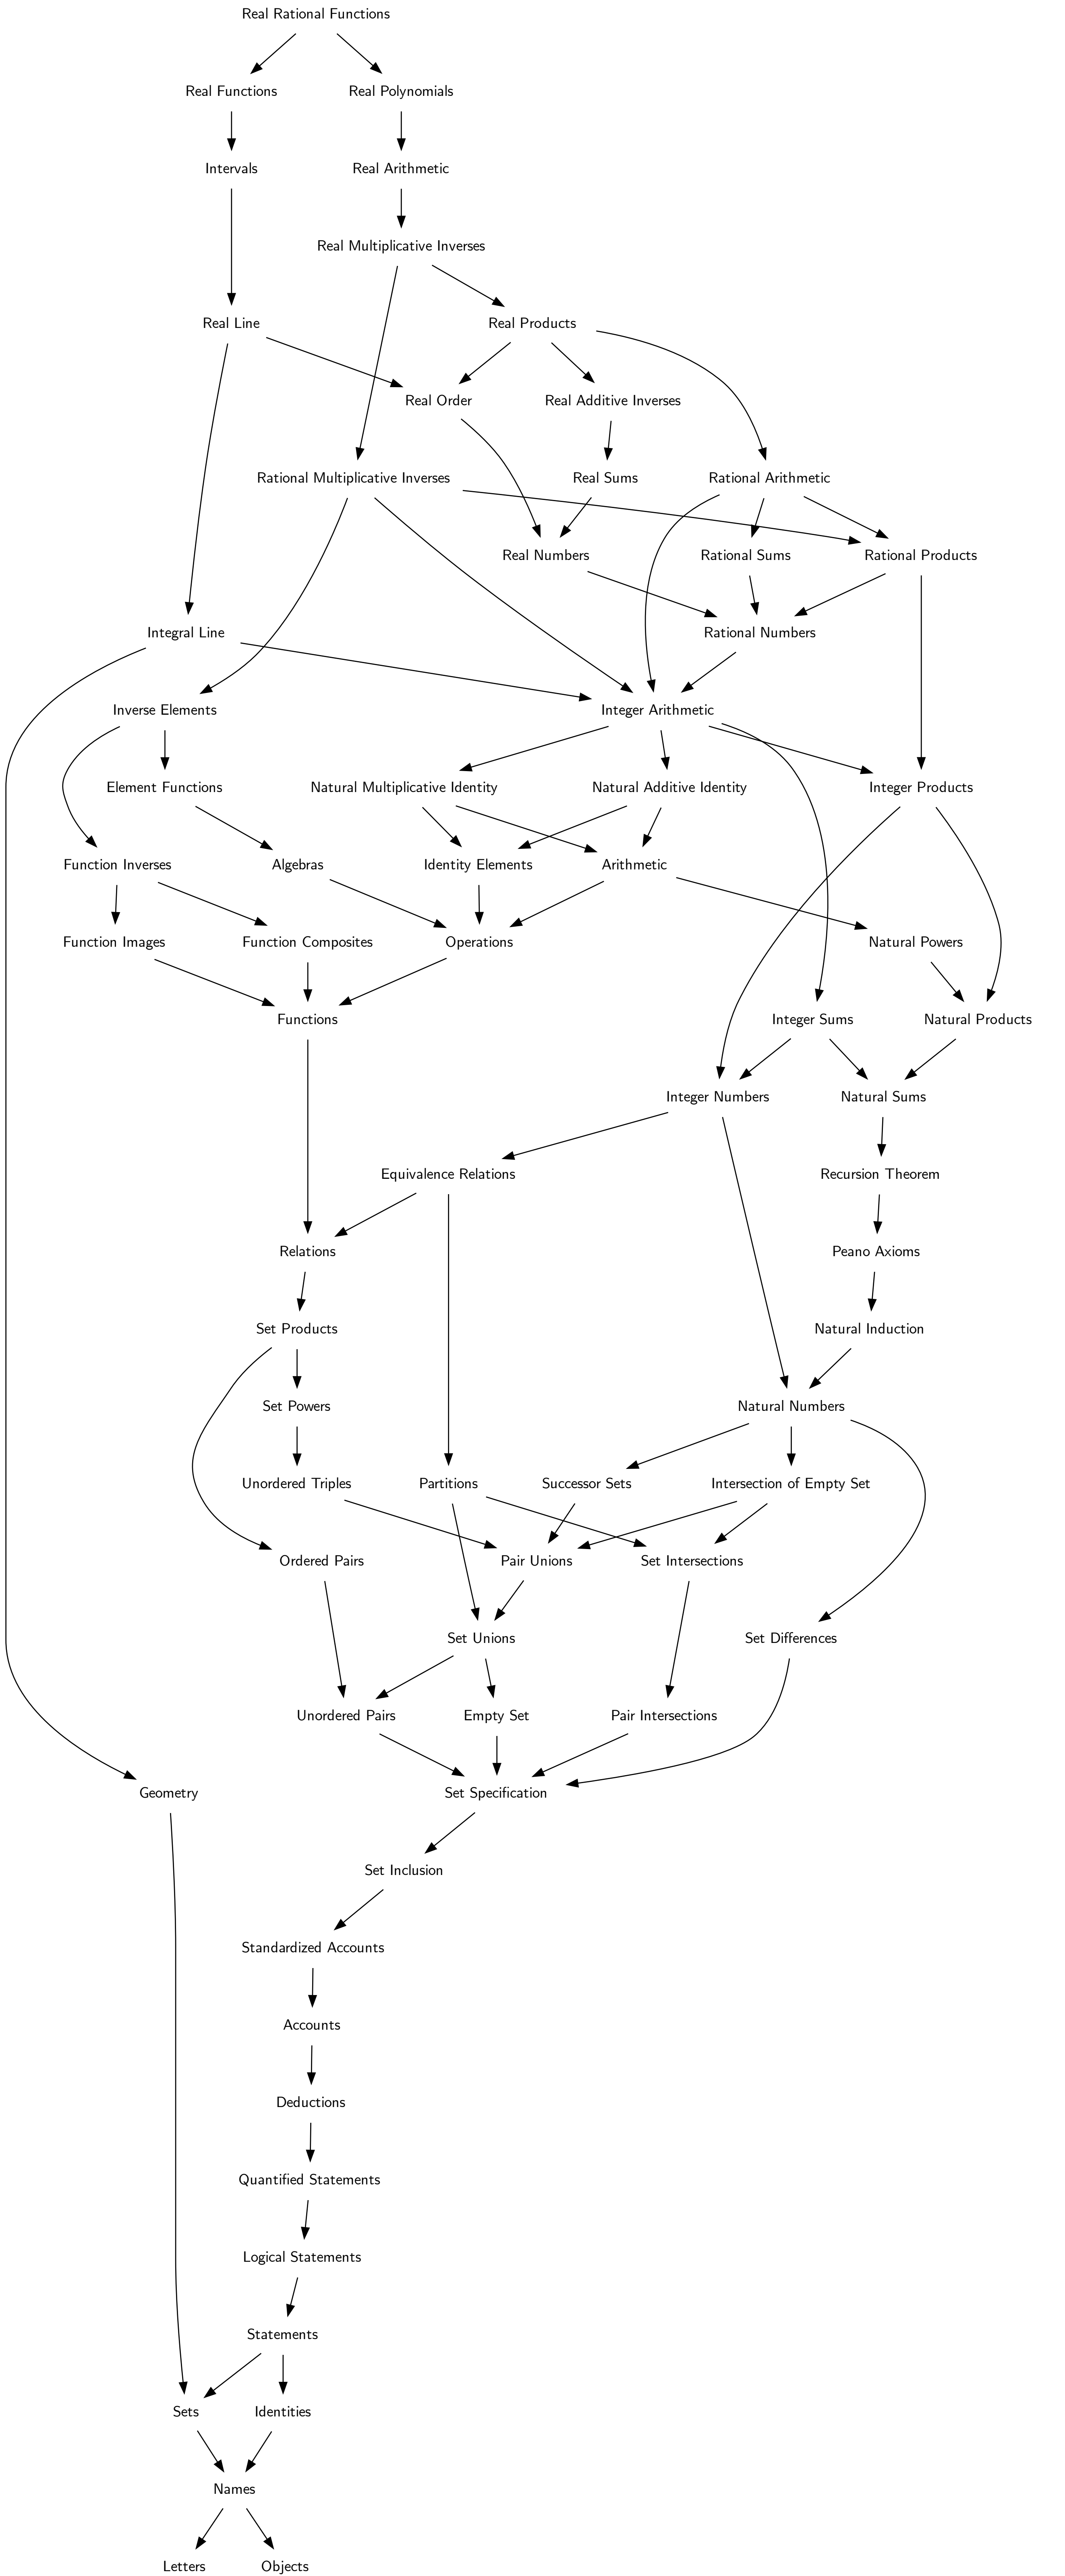 Real Rational Functions
Real Functions
Real Polynomials
Intervals
Real Arithmetic
Real Multiplicative Inverses
Real Line
Real Products
Real Order
Real Additive Inverses
Rational Multiplicative Inverses
Real Sums
Rational Arithmetic
Real Numbers
Rational Sums
Rational Products
Integral Line
Rational Numbers
Inverse Elements
Integer Arithmetic
Element Functions
Natural Multiplicative Identity
Natural Additive Identity
Integer Products
Function Inverses
Algebras
Identity Elements
Arithmetic
Function Images
Function Composites
Operations
Natural Powers
Functions
Integer Sums
Natural Products
Integer Numbers
Natural Sums
Equivalence Relations
Recursion Theorem
Relations
Peano Axioms
Set Products
Natural Induction
Set Powers
Natural Numbers
Unordered Triples
Partitions
Successor Sets
Intersection of Empty Set
Ordered Pairs
Pair Unions
Set Intersections
Set Unions
Set Differences
Unordered Pairs
Empty Set
Pair Intersections
Geometry
Set Specification
Set Inclusion
Standardized Accounts
Accounts
Deductions
Quantified Statements
Logical Statements
Statements
Sets
Identities
Names
Letters
Objects